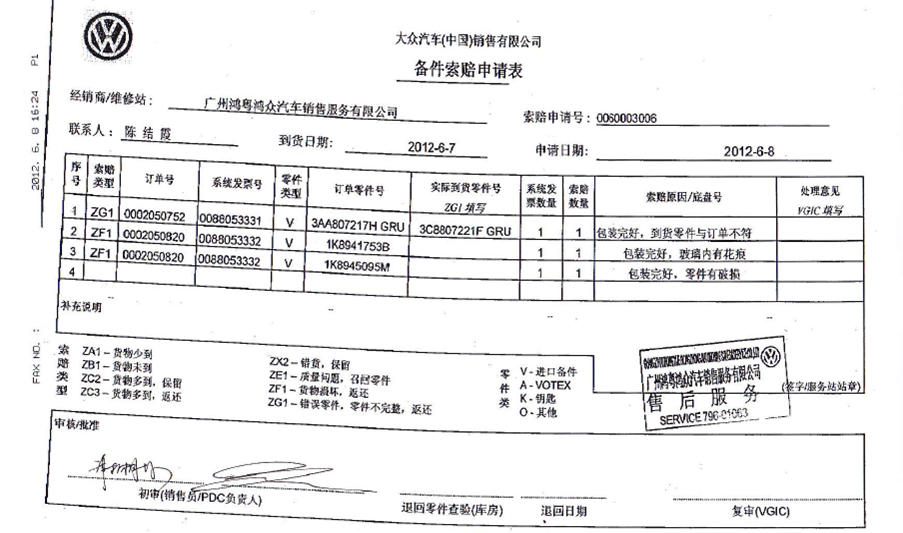 FAX NO. : 2012. 6. 8 16:24 P1
大众汽车(中国)销售有限公司
备件索赔申请表
经销商/维修站： 广州鸿粤鸿众汽车销售服务有限公司 索赔申请号： 0060003006
联系人： 陈结霞 到货日期： 2012-6-7 申请日期： 2012-6-8
序号 索赔类型 订单号 系统发票号 零件类型 订单零件号 实际到货零件号 ZG1 填写 系统发票数量 索赔数量 索赔原因/底盘号 处理意见 VGIC 填写
1 ZG1 0002050752 0088053331 V 3AA807217H GRU 3C8807221F GRU 1 1 包装完好，到货零件与订单不符
2 ZF1 0002050820 0088053332 V 1K8941753B 1 1 包装完好，玻璃内有花痕
3 ZF1 0002050820 0088053332 V 1K8945095M 1 1 包装完好，零件有破损
4
补充说明
索赔类型
ZA1 – 货物少到
ZB1 – 货物未到
ZC2 – 货物多到，保留
ZC3 – 货物多到，返还
ZX2 – 错货，保留
ZE1 – 质量问题，召回零件
ZF1 – 货物损坏，返还
ZG1 – 错误零件，零件不完整，返还
零件类
V - 进口备件
A - VOTEX
K - 钥匙
O - 其他
广州鸿粤鸿众汽车销售服务有限公司
售后服务
SERVICE 796-01063
(签字/服务站站章)
审核/批准
初审(销售员/PDC负责人) 退回零件查验(库房) 退回日期 复审(VGIC)